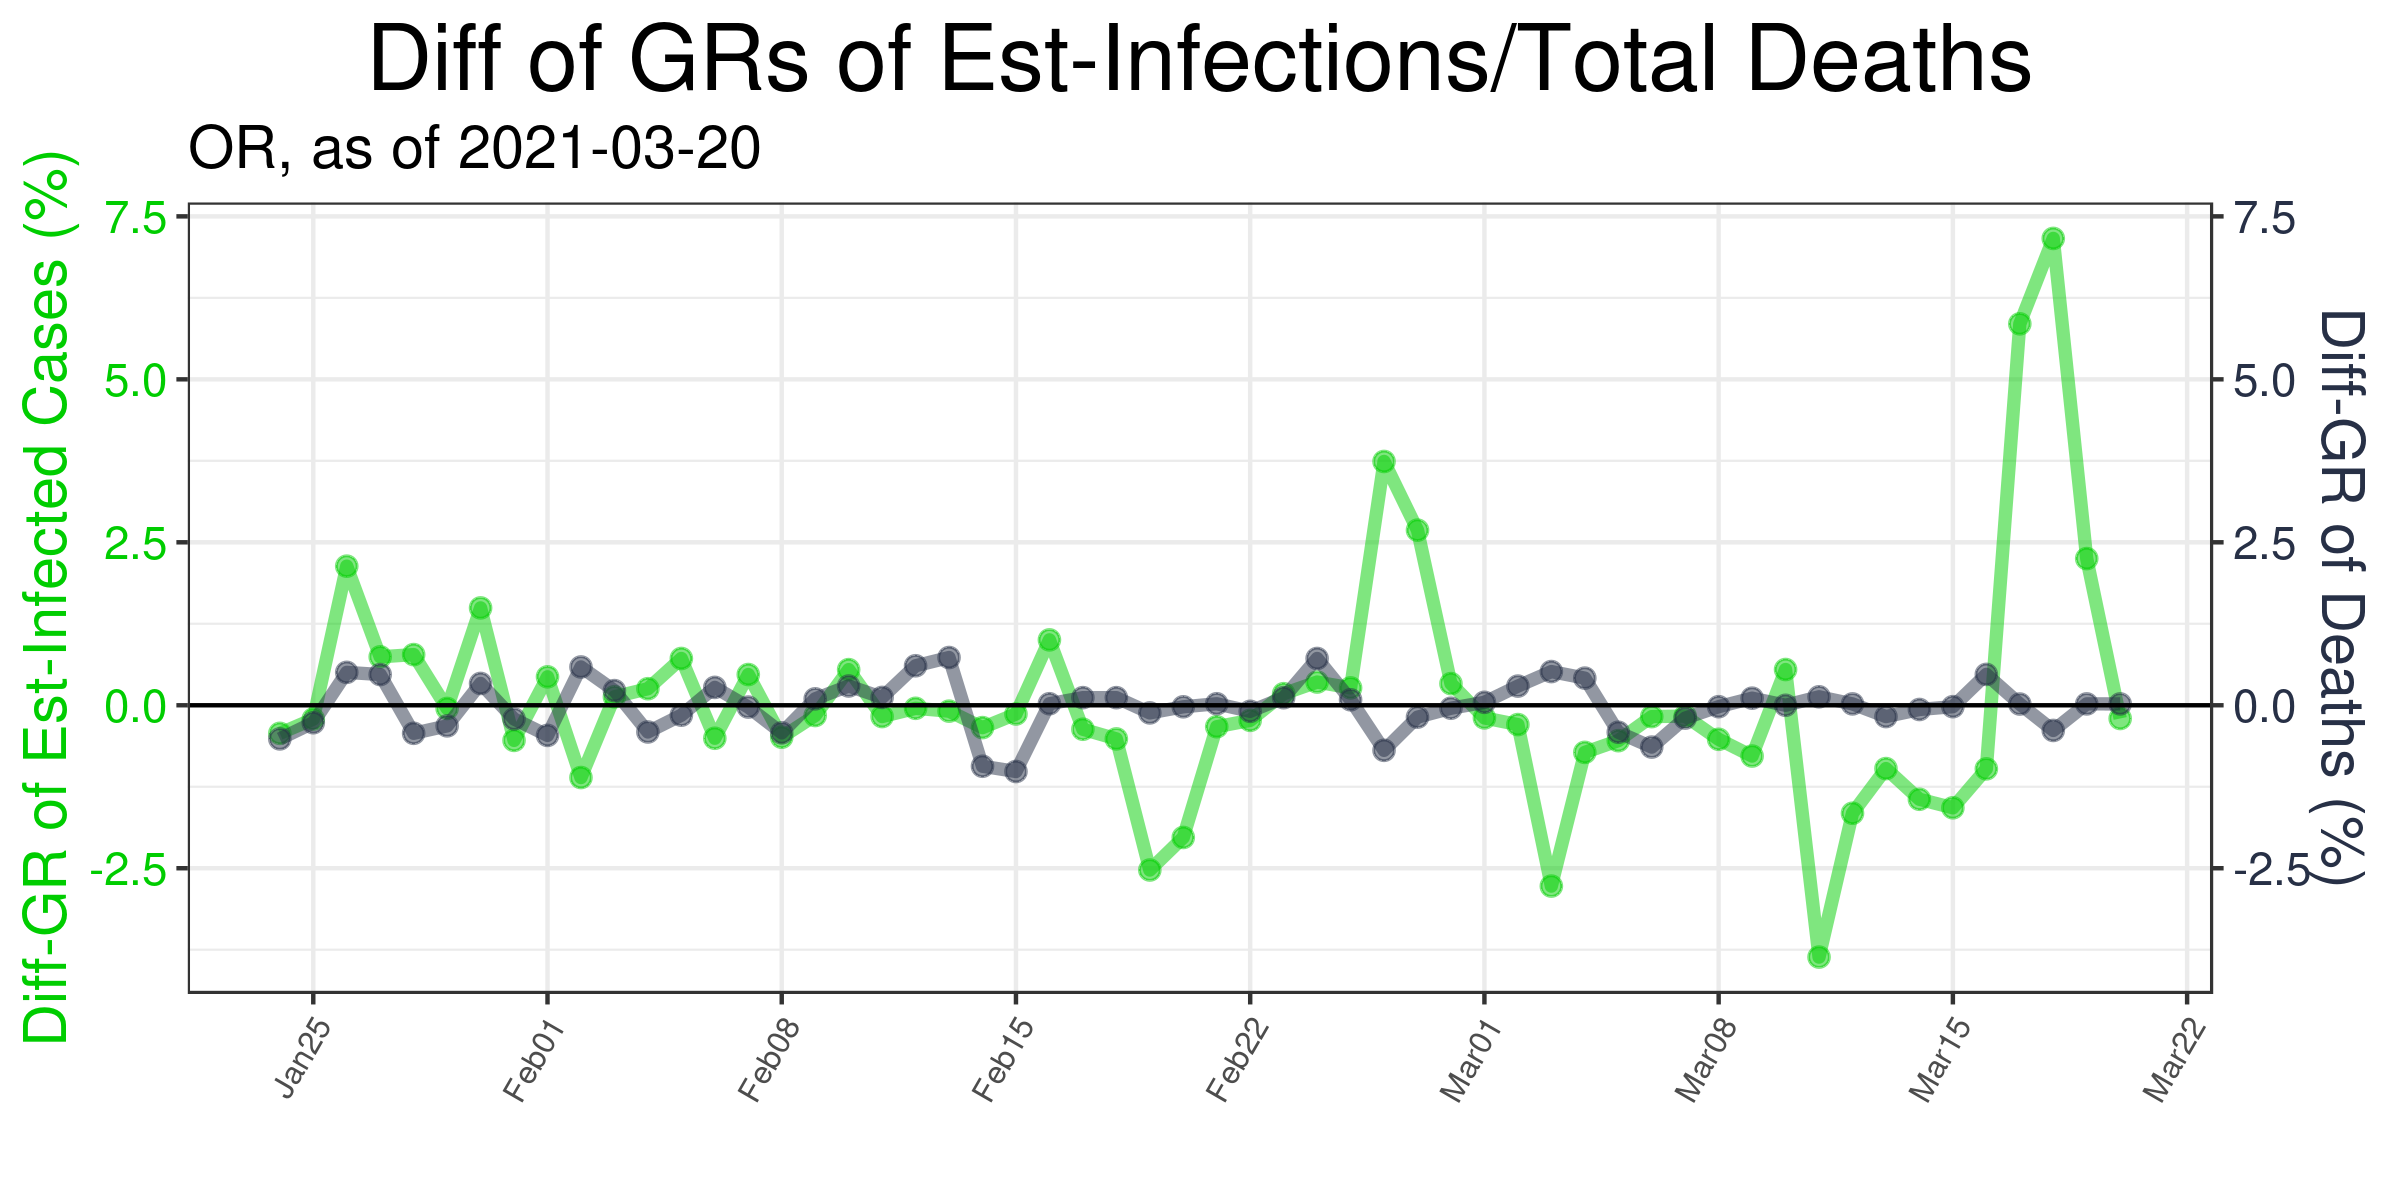 Diff of GRs of Est-Infections/Total Deaths
OR, as of 2021-03-20
Diff-GR of Est-Infected Cases (%)
7.5
5.0
2.5
0.0
-2.5
7.5
5.0
2.5
0.0
-2.5
Diff-GR of Deaths (%)
Jan25
Feb01
Feb08
Feb15
Feb22
Mar01
Mar08
Mar15
Mar22